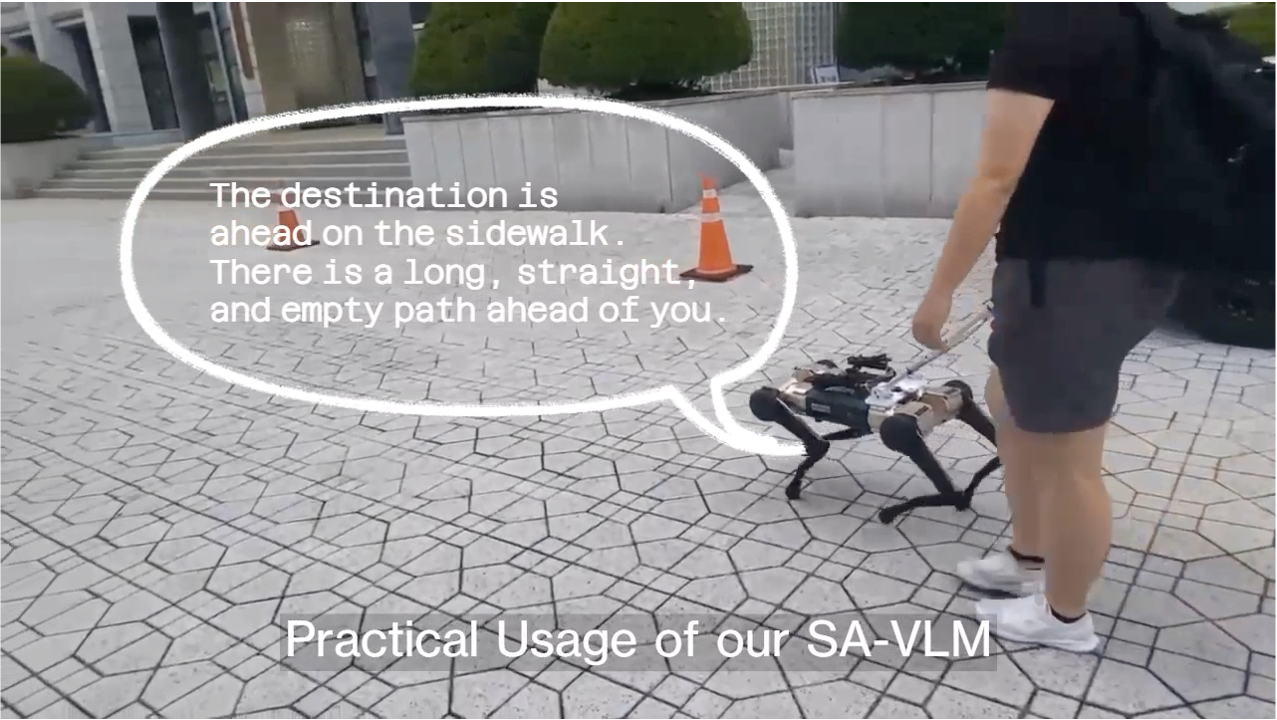 The destination is
ahead on the sidewalk.
There is a long, straight,
and empty path ahead of you.
Practical Usage of our SA-VLM